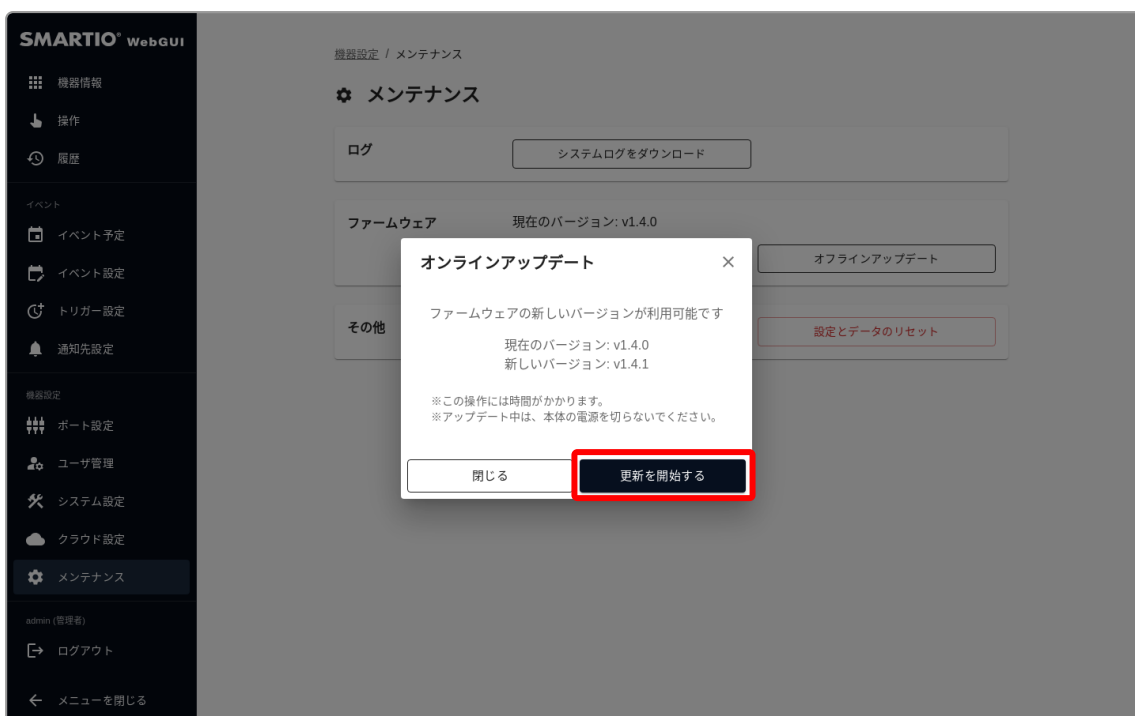 SMARTIO° WebGUI
機器情報
操作
履歴
イベント
イベント予定
イベント設定
トリガー設定
通知先設定
機器設定
ポート設定
ユーザ管理
システム設定
クラウド設定
メンテナンス
admin (管理者)
ログアウト
メニューを閉じる
機器設定 / メンテナンス
メンテナンス
ログ
システムログをダウンロード
ファームウェア
現在のバージョン: v1.4.0
オフラインアップデート
その他
設定とデータのリセット
オンラインアップデート
ファームウェアの新しいバージョンが利用可能です
現在のバージョン: v1.4.0
新しいバージョン: v1.4.1
※この操作には時間がかかります。
※アップデート中は、本体の電源を切らないでください。
閉じる
更新を開始する